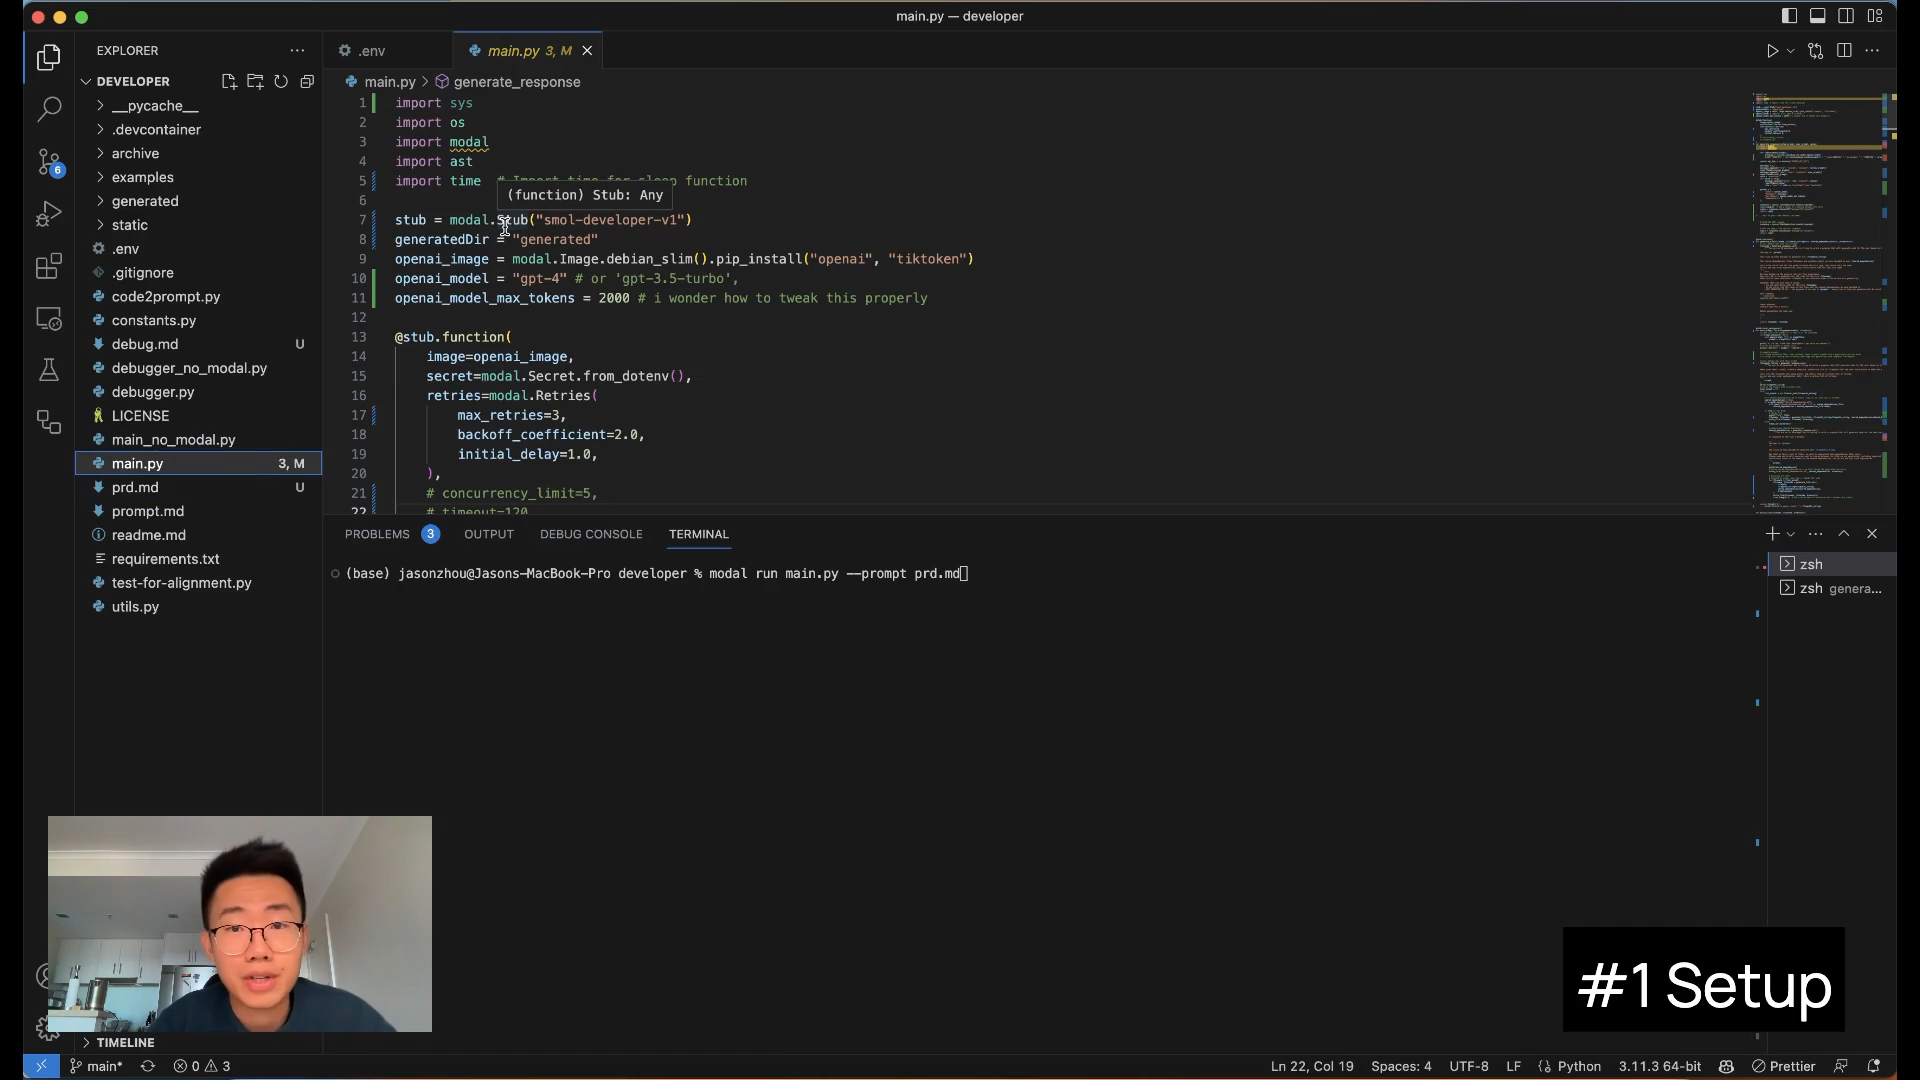 main.py — developer
EXPLORER
DEVELOPER
__pycache__
.devcontainer
archive
examples
generated
static
.env
.gitignore
code2prompt.py
constants.py
debug.md U
debugger_no_modal.py
debugger.py
LICENSE
main_no_modal.py
main.py 3, M
prd.md U
prompt.md
readme.md
requirements.txt
test-for-alignment.py
utils.py
TIMELINE
6
.env
main.py 3, M
main.py > generate_response
1 import sys
2 import os
3 import modal
4 import ast
5 import time # Import time for sleep function
(function) Stub: Any
6
7 stub = modal.Stub("smol-developer-v1")
8 generatedDir = "generated"
9 openai_image = modal.Image.debian_slim().pip_install("openai", "tiktoken")
10 openai_model = "gpt-4" # or 'gpt-3.5-turbo',
11 openai_model_max_tokens = 2000 # i wonder how to tweak this properly
12
13 @stub.function(
14 image=openai_image,
15 secret=modal.Secret.from_dotenv(),
16 retries=modal.Retries(
17 max_retries=3,
18 backoff_coefficient=2.0,
19 initial_delay=1.0,
20 ),
21 # concurrency_limit=5,
22 # timeout=120
PROBLEMS 3 OUTPUT DEBUG CONSOLE TERMINAL
(base) jasonzhou@Jasons-MacBook-Pro developer % modal run main.py --prompt prd.md
zsh
zsh genera...
#1 Setup
main* 0 3
Ln 22, Col 19 Spaces: 4 UTF-8 LF Python 3.11.3 64-bit Prettier